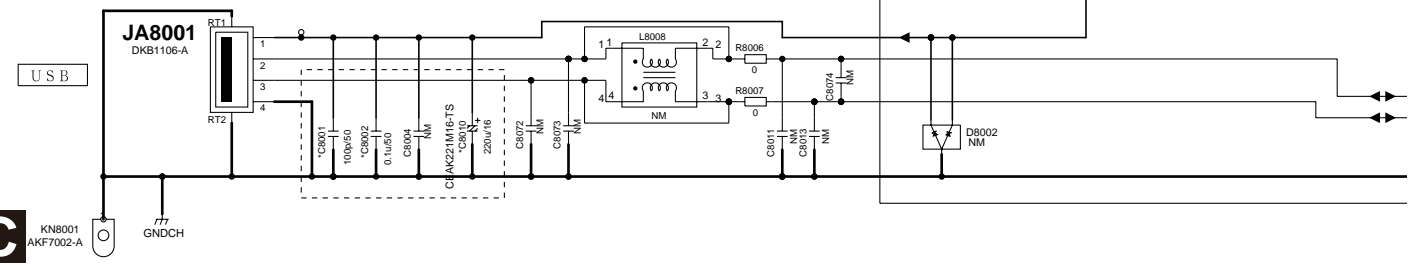 RT1
JA8001
DKB1106-A
USB
1
2
3
4
RT2
*C8001
100p/50
*C8002
0.1u/50
C8004
NM
CEAK221M16-TS
*C8010
220u/16
+
C8072
NM
C8073
NM
L8008
1 1
2 2
4 4
3 3
NM
R8006
0
R8007
0
C8011
NM
C8013
NM
C8074
NM
D8002
NM
C
KN8001
AKF7002-A
GNDCH